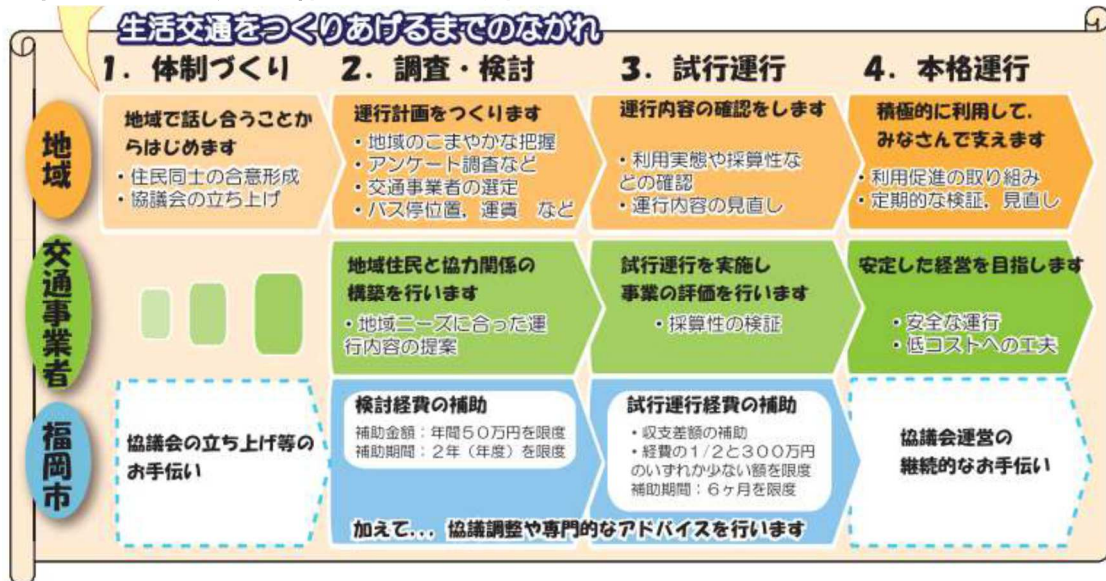 生活交通をつくりあげるまでのながれ
1. 体制づくり
2. 調査・検討
3. 試行運行
4. 本格運行
地域
地域で話し合うことか
らはじめます
・住民同士の合意形成
・協議会の立ち上げ
運行計画をつくります
・地域のこまやかな把握
・アンケート調査など
・交通事業者の選定
・バス停位置，運賃　など
運行内容の確認をします
・利用実態や採算性な
どの確認
・運行内容の見直し
積極的に利用して，
みなさんで支えます
・利用促進の取り組み
・定期的な検証，見直し
交通事業者
地域住民と協力関係の
構築を行います
・地域ニーズに合った運
行内容の提案
試行運行を実施し
事業の評価を行います
・採算性の検証
安定した経営を目指します
・安全な運行
・低コストへの工夫
福岡市
協議会の立ち上げ等の
お手伝い
検討経費の補助
補助金額：年間５０万円を限度
補助期間：２年（年度）を限度
試行運行経費の補助
・収支差額の補助
・経費の１/２と３００万円
のいずれか少ない額を限度
補助期間：６ヶ月を限度
協議会運営の
継続的なお手伝い
加えて... 協議調整や専門的なアドバイスを行います